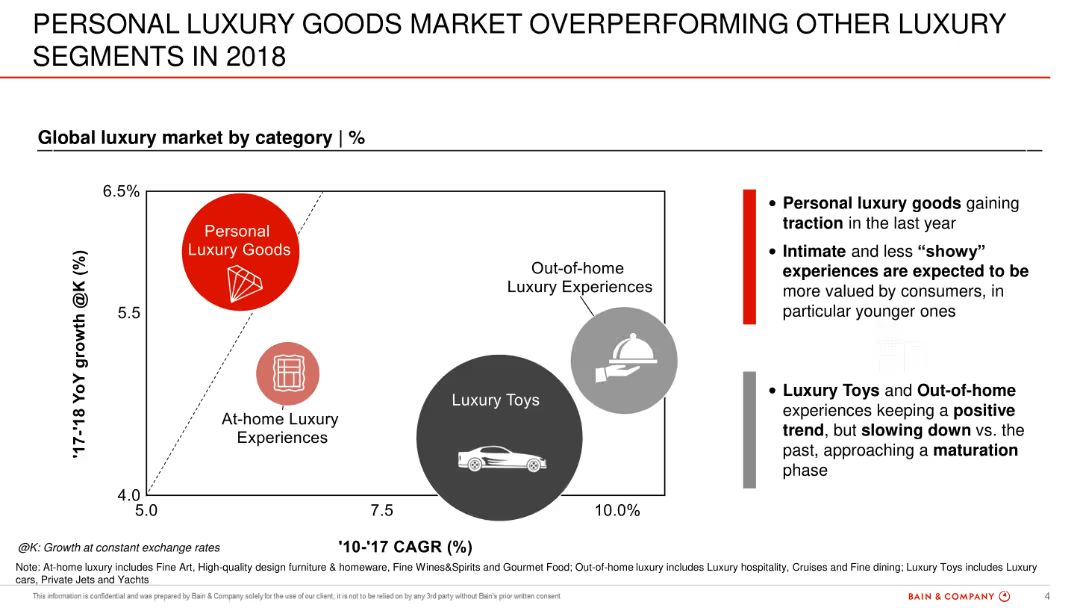 PERSONAL LUXURY GOODS MARKET OVERPERFORMING OTHER LUXURY
SEGMENTS IN 2018
Global luxury market by category | %
'17-'18 YoY growth @K (%)
6.5%
5.5
4.0
5.0
7.5
10.0%
'10-'17 CAGR (%)
Personal
Luxury Goods
At-home Luxury
Experiences
Out-of-home
Luxury Experiences
Luxury Toys
• Personal luxury goods gaining
traction in the last year
• Intimate and less “showy”
experiences are expected to be
more valued by consumers, in
particular younger ones
• Luxury Toys and Out-of-home
experiences keeping a positive
trend, but slowing down vs. the
past, approaching a maturation
phase
@K: Growth at constant exchange rates
Note: At-home luxury includes Fine Art, High-quality design furniture & homeware, Fine Wines&Spirits and Gourmet Food; Out-of-home luxury includes Luxury hospitality, Cruises and Fine dining; Luxury Toys includes Luxury
cars, Private Jets and Yachts
This information is confidential and was prepared by Bain & Company solely for the use of our client; it is not to be relied on by any 3rd party without Bain's prior written consent
BAIN & COMPANY
4